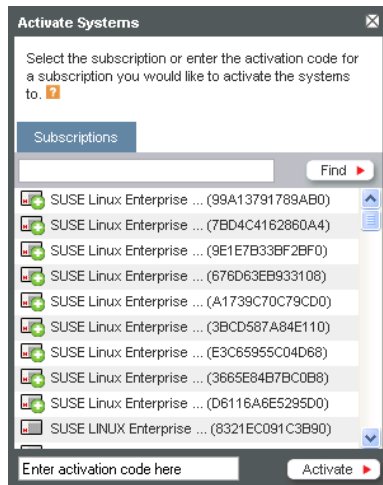 Activate Systems
Select the subscription or enter the activation code for
a subscription you would like to activate the systems
to. ?
Subscriptions
Find
SUSE Linux Enterprise ... (99A13791789AB0)
SUSE Linux Enterprise ... (7BD4C4162860A4)
SUSE Linux Enterprise ... (9E1E7B33BF2BF0)
SUSE Linux Enterprise ... (676D63EB933108)
SUSE Linux Enterprise ... (A1739C70C79CD0)
SUSE Linux Enterprise ... (3BCD587A84E110)
SUSE Linux Enterprise ... (E3C65955C04D68)
SUSE Linux Enterprise ... (3665E84B7BC0B8)
SUSE Linux Enterprise ... (D6116A6E5295D0)
SUSE LINUX Enterprise ... (8321EC091C3B90)
Enter activation code here
Activate